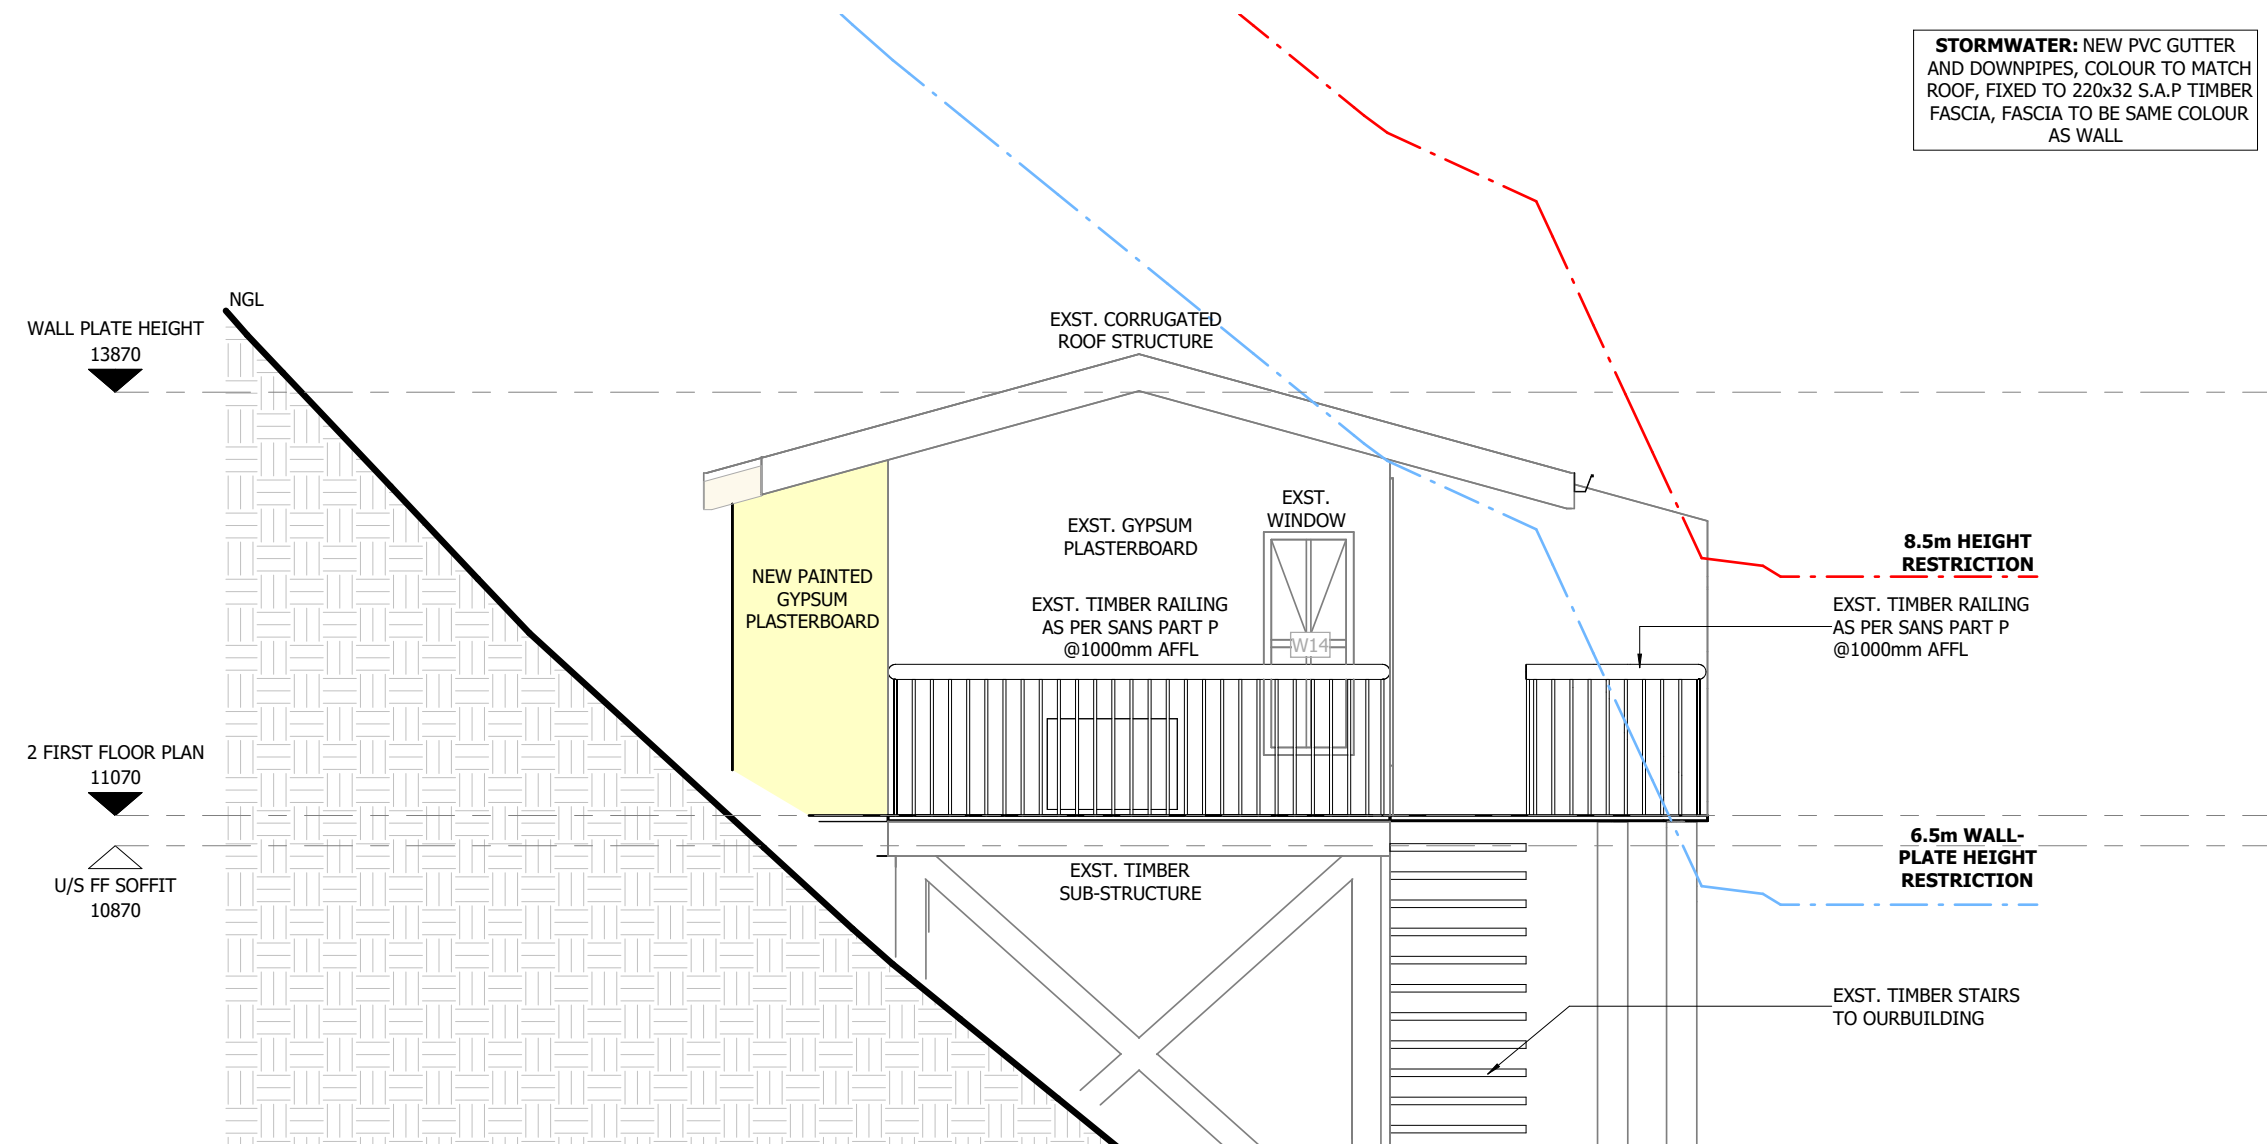 STORMWATER: NEW PVC GUTTER
AND DOWNPIPES, COLOUR TO MATCH
ROOF, FIXED TO 220x32 S.A.P TIMBER
FASCIA, FASCIA TO BE SAME COLOUR
AS WALL
NGL
WALL PLATE HEIGHT
13870
EXST. CORRUGATED
ROOF STRUCTURE
EXST.
WINDOW
EXST. GYPSUM
PLASTERBOARD
8.5m HEIGHT
RESTRICTION
NEW PAINTED
GYPSUM
PLASTERBOARD
EXST. TIMBER RAILING
AS PER SANS PART P
@1000mm AFFL
W14
EXST. TIMBER RAILING
AS PER SANS PART P
@1000mm AFFL
2 FIRST FLOOR PLAN
11070
6.5m WALL-
PLATE HEIGHT
RESTRICTION
U/S FF SOFFIT
10870
EXST. TIMBER
SUB-STRUCTURE
EXST. TIMBER STAIRS
TO OURBUILDING